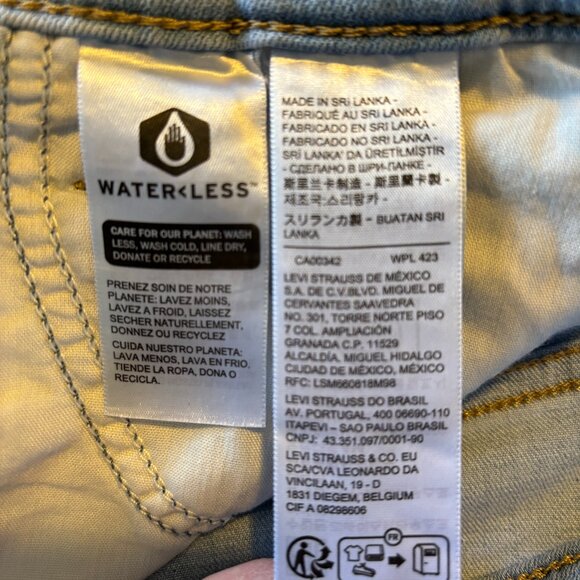 WATER<LESS™
CARE FOR OUR PLANET: WASH
LESS, WASH COLD, LINE DRY,
DONATE OR RECYCLE
PRENEZ SOIN DE NOTRE
PLANETE: LAVEZ MOINS,
LAVEZ A FROID, LAISSEZ
SECHER NATURELLEMENT,
DONNEZ OU RECYCLEZ
CUIDA NUESTRO PLANETA:
LAVA MENOS, LAVA EN FRIO,
TIENDE LA ROPA, DONA O
RECICLA.
MADE IN SRI LANKA -
FABRIQUÉ AU SRI LANKA -
FABRICADO EN SRI LANKA -
FABRICADO NO SRI LANKA -
SRİ LANKA' DA ÜRETİLMİŞTİR
- СДЕЛАНО В ШРИ-ЛАНКЕ -
斯里兰卡制造 - 斯里蘭卡製 -
제조국:스리랑카 -
スリランカ製 - BUATAN SRI
LANKA
CA00342 WPL 423
LEVI STRAUSS DE MÉXICO
S.A. DE C.V.BLVD. MIGUEL DE
CERVANTES SAAVEDRA
NO. 301, TORRE NORTE PISO
7 COL. AMPLIACIÓN
GRANADA C.P. 11529
ALCALDÍA. MIGUEL HIDALGO
CIUDAD DE MÉXICO, MÉXICO
RFC: LSM660818M98
LEVI STRAUSS DO BRASIL
AV. PORTUGAL, 400 06690-110
ITAPEVI - SAO PAULO BRASIL
CNPJ: 43.351.097/0001-90
LEVI STRAUSS & CO. EU
SCA/CVA LEONARDO DA
VINCILAAN, 19 - D
1831 DIEGEM, BELGIUM
CIF A 08298606
FR